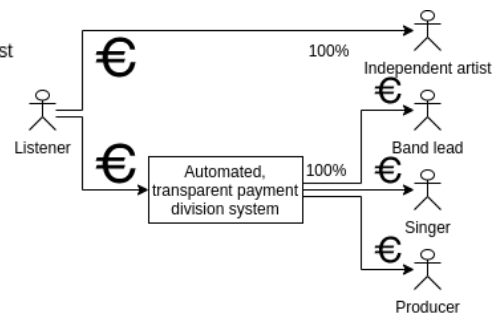 st
€
100%
Independent artist
€
Listener
Band lead
€
Automated,
transparent payment
division system
100%
€
Singer
€
Producer